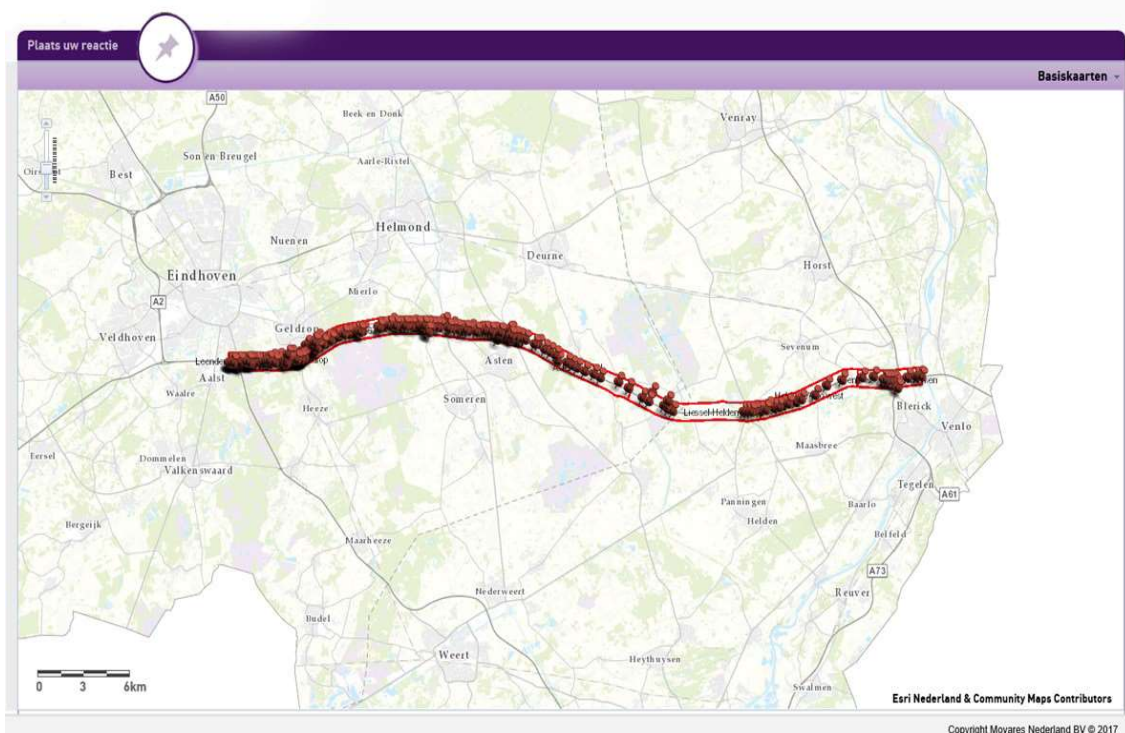 Plaats uw reactie
Basiskaarten
A50
Beek en Donk
Venray
Son en Breugel
Aarle-Rixtel
Best
Helmond
Nuenen
Deurne
Horst
Eindhoven
Mierlo
A2
Veldhoven
Geldrop
Sevenum
Asten
Aalst
Waalre
Heeze
Someren
Liessel-Helden
Blerick
Venlo
Maasbree
Eersel
Dommelen
Valkenswaard
Tegelen
A61
Panningen
Baarlo
Helden
Bergeijk
Maarheeze
Belfeld
A73
Nederweert
Reuver
Budel
Weert
Heythuysen
Swalmen
0 3 6km
Esri Nederland & Community Maps Contributors
Copyright Movares Nederland BV © 2017